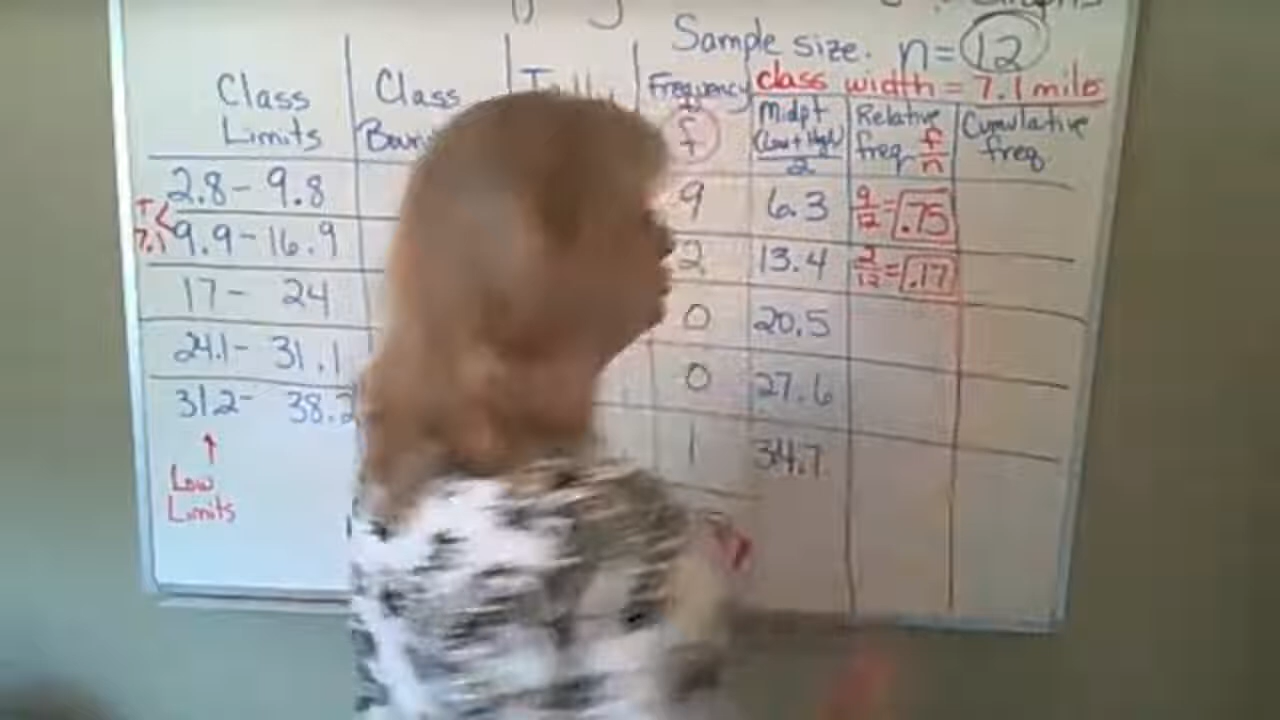 Sample size. n= 12
class width = 7.1 miles
Class Limits
Class
Tally
Frequency f
Midpt (Low + High) 2
Relative freq f n
Cumulative freq
2.8- 9.8 9 6.3 9 12 = .75
+ 7.1
9.9- 16.9 2 13.4 2 12 = .17
17- 24 0 20.5
24.1- 31.1 0 27.6
31.2- 38.2 1 34.7
↑
Low
Limits